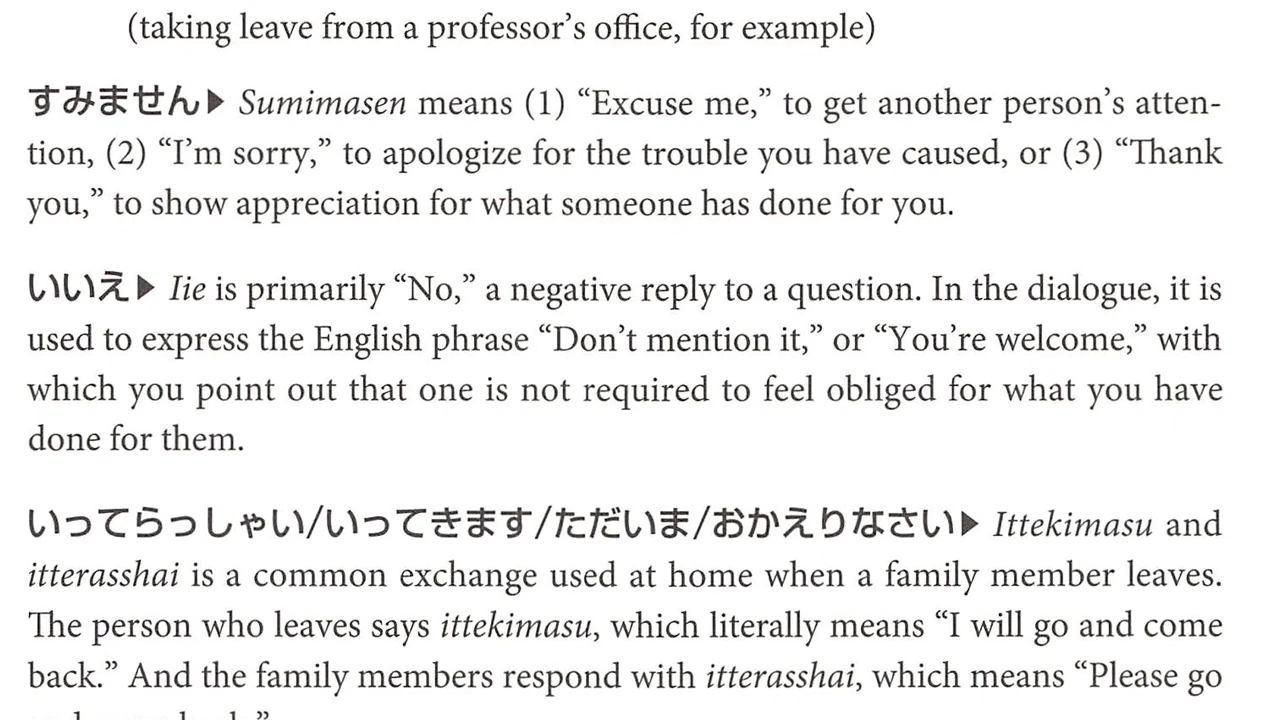 (taking leave from a professor’s office, for example)
すみません▶ Sumimasen means (1) “Excuse me,” to get another person’s atten-
tion, (2) “I’m sorry,” to apologize for the trouble you have caused, or (3) “Thank
you,” to show appreciation for what someone has done for you.
いいえ▶ Iie is primarily “No,” a negative reply to a question. In the dialogue, it is
used to express the English phrase “Don’t mention it,” or “You’re welcome,” with
which you point out that one is not required to feel obliged for what you have
done for them.
いってらっしゃい/いってきます/ただいま/おかえりなさい▶ Ittekimasu and
itterasshai is a common exchange used at home when a family member leaves.
The person who leaves says ittekimasu, which literally means “I will go and come
back.” And the family members respond with itterasshai, which means “Please go